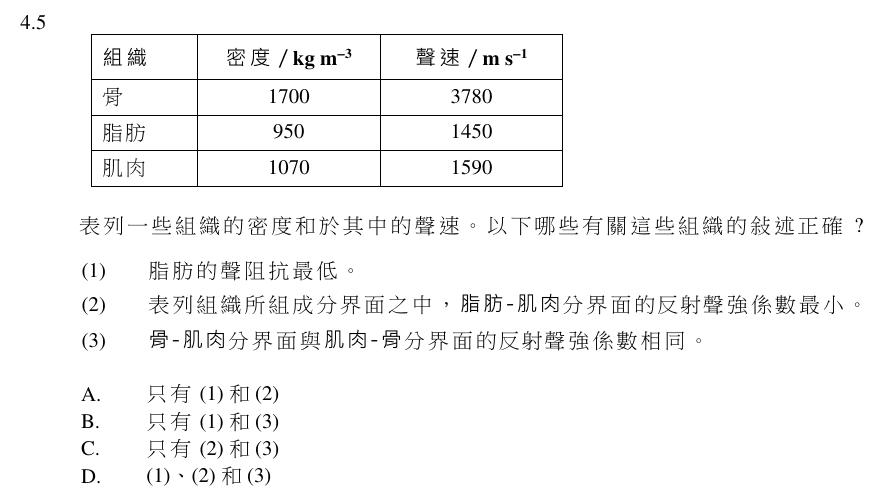 4.5
組織 密度 / kg m⁻³ 聲速 / m s⁻¹
骨 1700 3780
脂肪 950 1450
肌肉 1070 1590
表列一些組織的密度和於其中的聲速。以下哪些有關這些組織的敍述正確？
(1) 脂肪的聲阻抗最低。
(2) 表列組織所組成分界面之中，脂肪-肌肉分界面的反射聲強係數最小。
(3) 骨-肌肉分界面與肌肉-骨分界面的反射聲強係數相同。
A. 只有 (1) 和 (2)
B. 只有 (1) 和 (3)
C. 只有 (2) 和 (3)
D. (1)、(2) 和 (3)